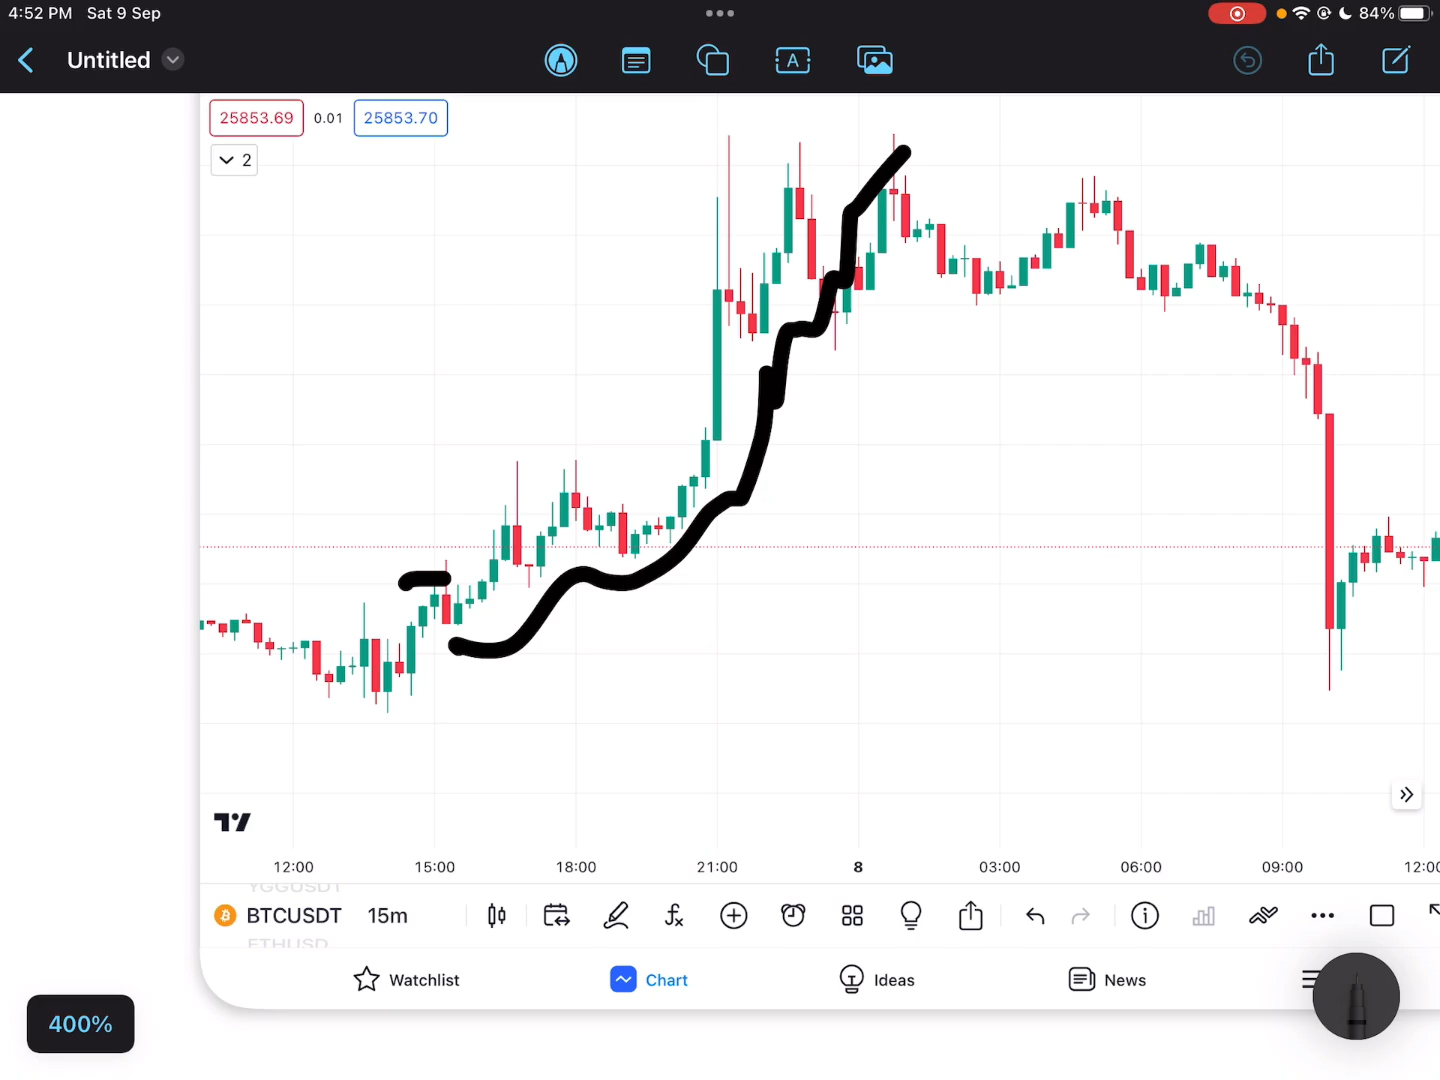 4:52 PM Sat 9 Sep
84%
Untitled
25853.69 0.01 25853.70
2
12:00 15:00 18:00 21:00 8 03:00 06:00 09:00 12:00
YGGUSDT
BTCUSDT 15m
ETHUSD
Watchlist Chart Ideas News
400%